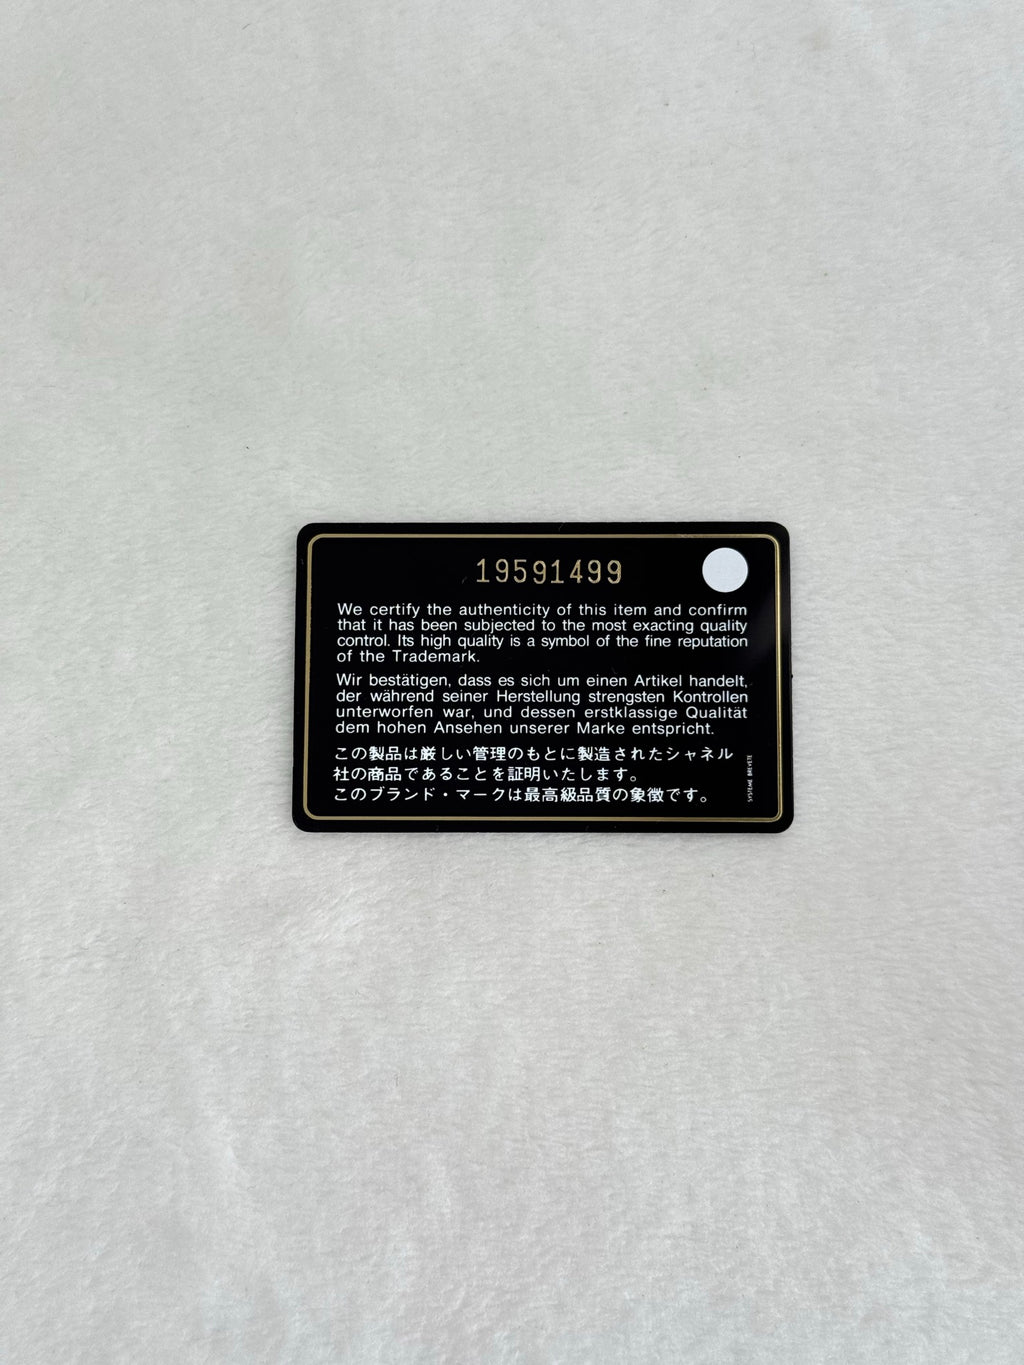 19591499
We certify the authenticity of this item and confirm
that it has been subjected to the most exacting quality
control. Its high quality is a symbol of the fine reputation
of the Trademark.
Wir bestätigen, dass es sich um einen Artikel handelt,
der während seiner Herstellung strengsten Kontrollen
unterworfen war, und dessen erstklassige Qualität
dem hohen Ansehen unserer Marke entspricht.
この製品は厳しい管理のもとに製造されたシャネル
社の商品であることを証明いたします。
このブランド・マークは最高級品質の象徴です。
SYSTEME BREVETE